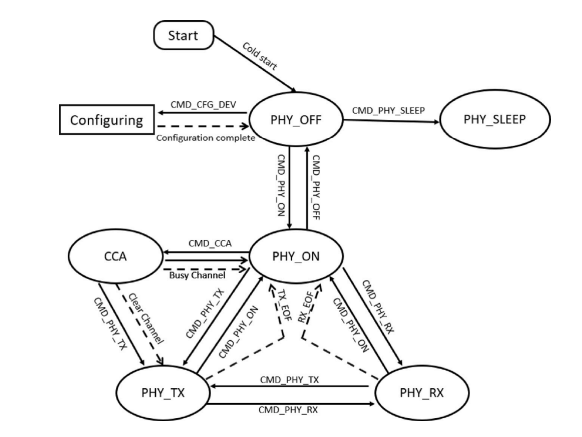 Start
Cold start
Configuring
CMD_CFG_DEV
Configuration complete
PHY_OFF
CMD_PHY_SLEEP
PHY_SLEEP
CMD_PHY_ON
CMD_PHY_OFF
CCA
CMD_CCA
Busy Channel
PHY_ON
CMD_PHY_TX
Clear Channel
CMD_PHY_TX
CMD_PHY_ON
TX_EOF
RX_EOF
CMD_PHY_ON
CMD_PHY_RX
PHY_TX
CMD_PHY_TX
CMD_PHY_RX
PHY_RX